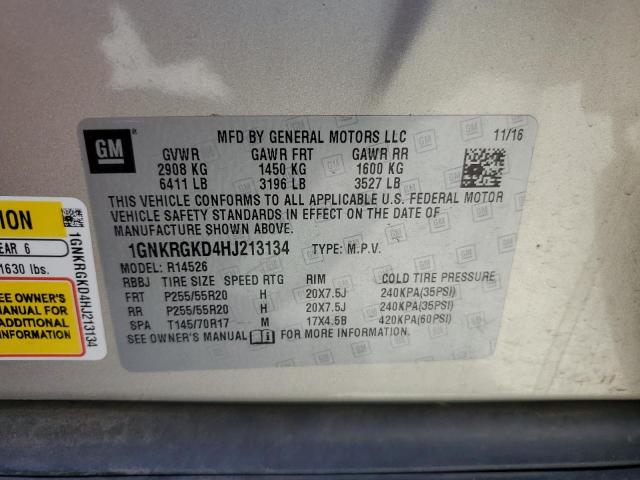 GM
MFD BY GENERAL MOTORS LLC 11/16
GVWR GAWR FRT GAWR RR
2908 KG 1450 KG 1600 KG
6411 LB 3196 LB 3527 LB
THIS VEHICLE CONFORMS TO ALL APPLICABLE U.S. FEDERAL MOTOR
VEHICLE SAFETY STANDARDS IN EFFECT ON THE DATE OF
MANUFACTURE SHOWN ABOVE.
1GNKRGKD4HJ213134 TYPE: M.P.V.
MODEL: R14526
RBBJ TIRE SIZE SPEED RTG RIM COLD TIRE PRESSURE
FRT P255/55R20 H 20X7.5J 240KPA(35PSI)
RR P255/55R20 H 20X7.5J 240KPA(35PSI)
SPA T145/70R17 M 17X4.5B 420KPA(60PSI)
SEE OWNER'S MANUAL FOR MORE INFORMATION.
ION
EAR 6
1630 lbs.
SEE OWNER'S
MANUAL FOR
ADDITIONAL
INFORMATION
1GNKRGKD4HJ213134